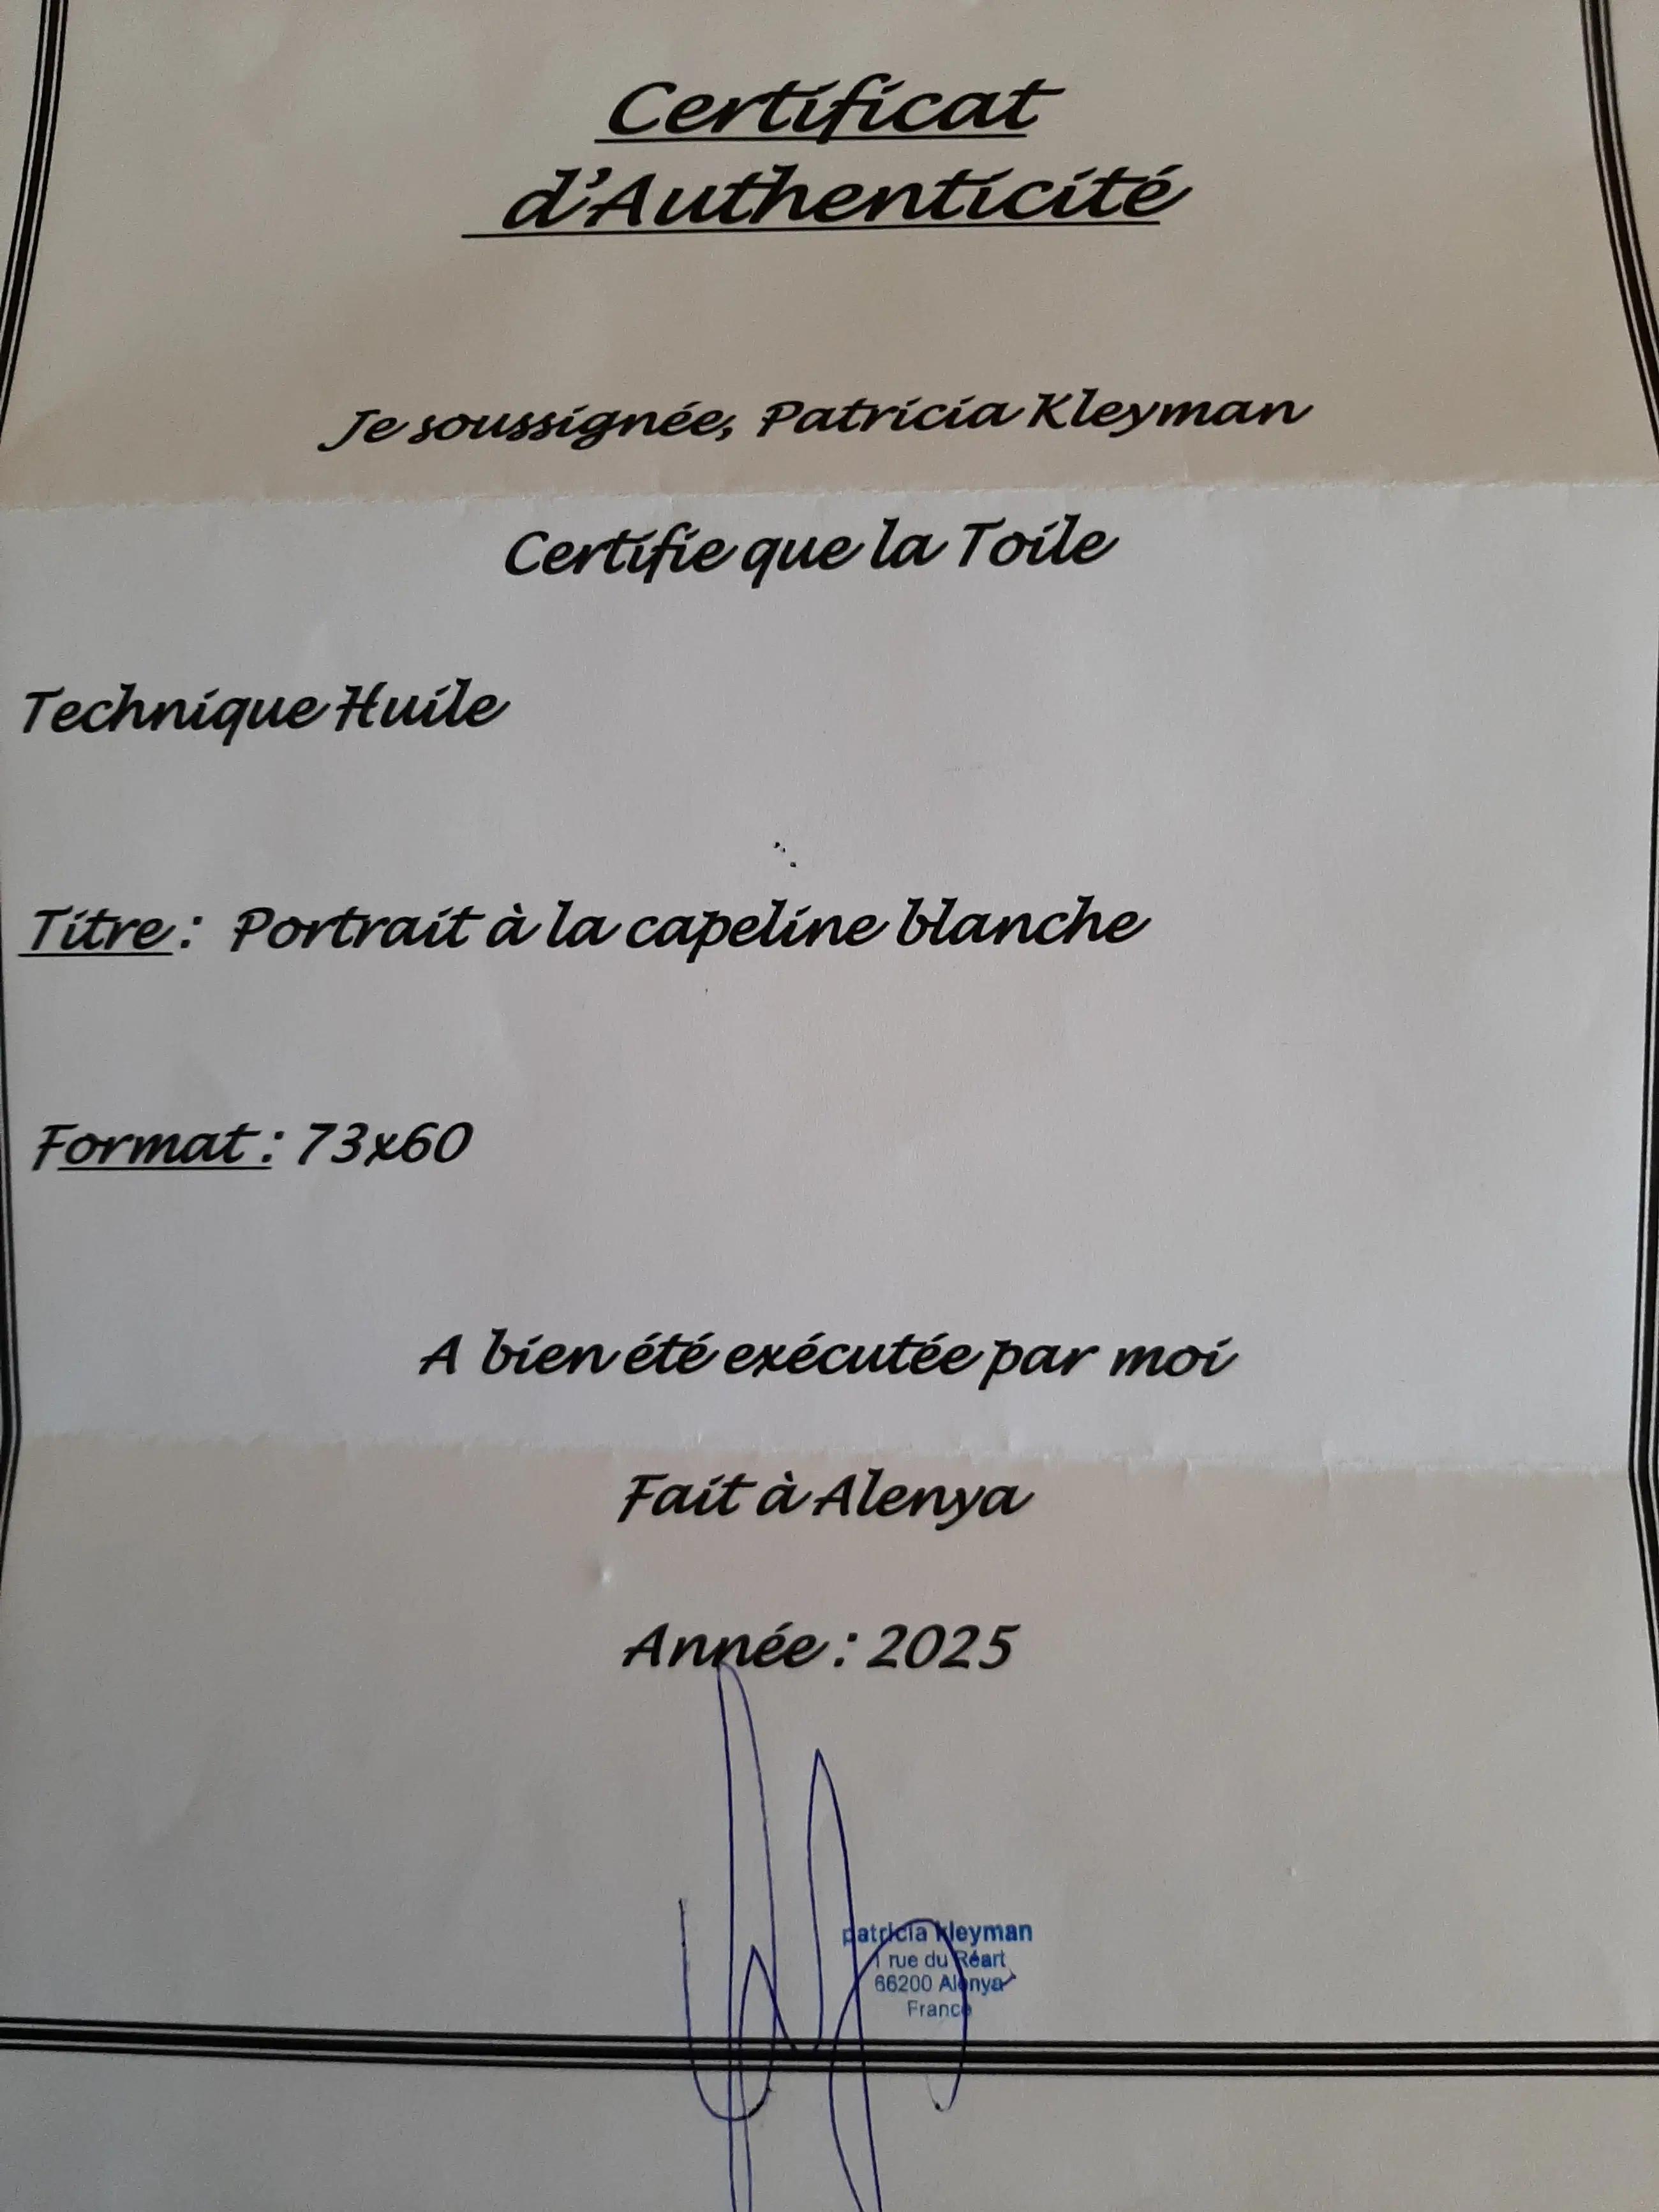 Certificat
d'Authenticité
Je soussignée, Patricia Kleyman
Certifie que la Toile
Technique Huile
Titre : Portrait à la capeline blanche
Format : 73x60
A bien été exécutée par moi
Fait à Alenya
Année : 2025
patricia kleyman
1 rue du Réart
66200 Alenya
France